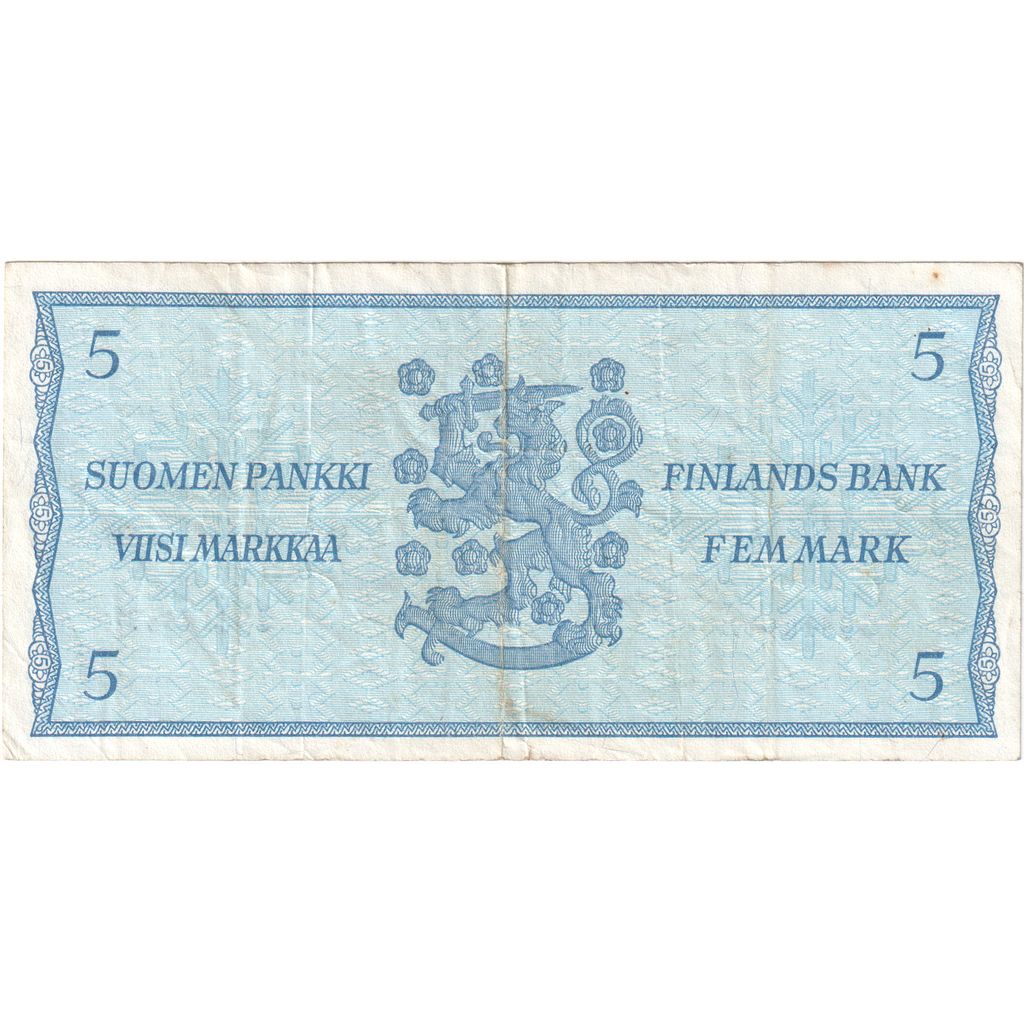 5 5
SUOMEN PANKKI FINLANDS BANK
VIISI MARKKAA FEM MARK
5 5